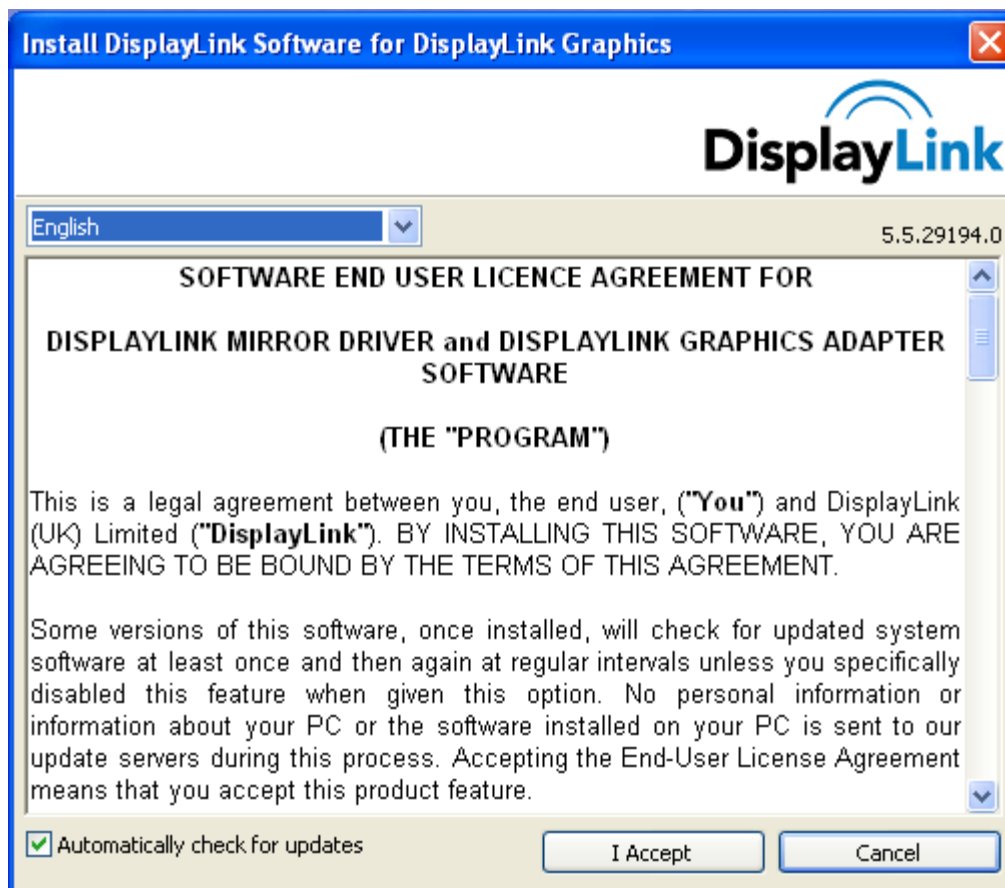 Install DisplayLink Software for DisplayLink Graphics
DisplayLink
English
5.5.29194.0
SOFTWARE END USER LICENCE AGREEMENT FOR
DISPLAYLINK MIRROR DRIVER and DISPLAYLINK GRAPHICS ADAPTER
SOFTWARE
(THE "PROGRAM")
This is a legal agreement between you, the end user, ("You") and DisplayLink
(UK) Limited ("DisplayLink"). BY INSTALLING THIS SOFTWARE, YOU ARE
AGREEING TO BE BOUND BY THE TERMS OF THIS AGREEMENT.
Some versions of this software, once installed, will check for updated system
software at least once and then again at regular intervals unless you specifically
disabled this feature when given this option. No personal information or
information about your PC or the software installed on your PC is sent to our
update servers during this process. Accepting the End-User License Agreement
means that you accept this product feature.
Automatically check for updates
I Accept
Cancel